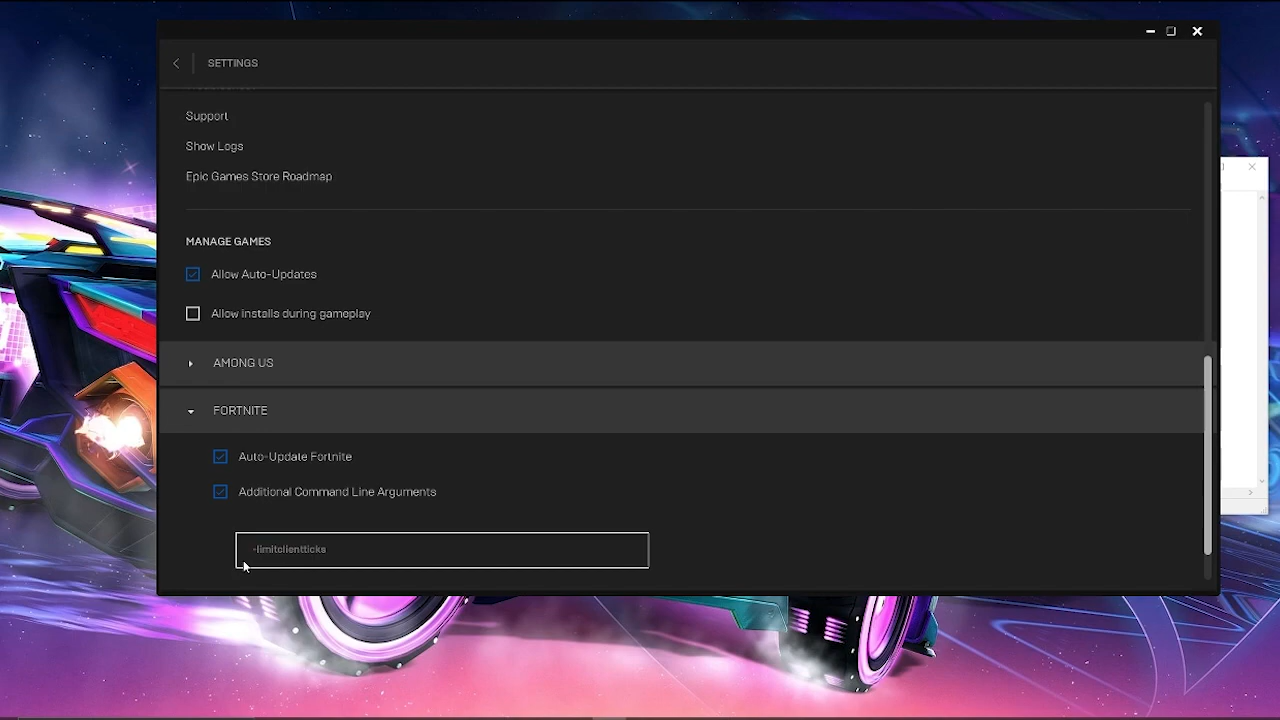 SETTINGS
Support
Show Logs
Epic Games Store Roadmap
MANAGE GAMES
Allow Auto-Updates
Allow installs during gameplay
AMONG US
FORTNITE
Auto-Update Fortnite
Additional Command Line Arguments
-limitclientticks